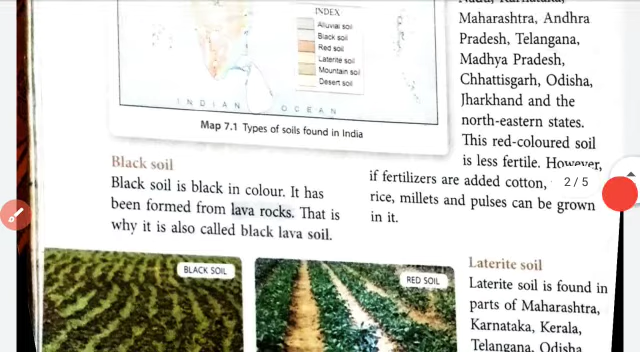 INDEX
Alluvial soil
Black soil
Red soil
Laterite soil
Mountain soil
Desert soil
INDIAN OCEAN
Map 7.1 Types of soils found in India
Black soil
Black soil is black in colour. It has
been formed from lava rocks. That is
why it is also called black lava soil.
BLACK SOIL
RED SOIL
Maharashtra, Andhra
Pradesh, Telangana,
Madhya Pradesh,
Chhattisgarh, Odisha,
Jharkhand and the
north-eastern states.
This red-coloured soil
is less fertile. However,
if fertilizers are added cotton,
rice, millets and pulses can be grown
in it.
2/5
Laterite soil
Laterite soil is found in
parts of Maharashtra,
Karnataka, Kerala,
Telangana, Odisha